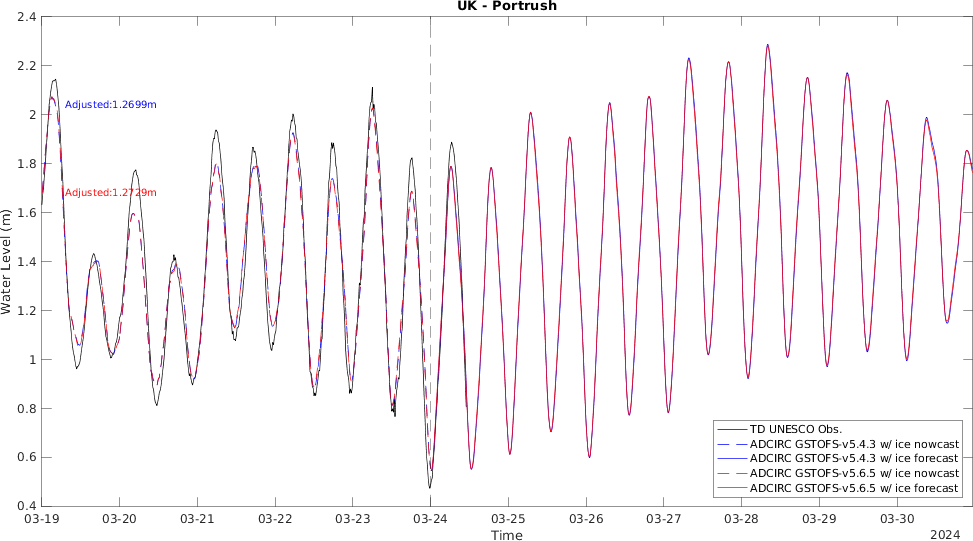 UK - Portrush
2.4
2.2
2
1.8
1.6
1.4
1.2
1
0.8
0.6
0.4
Water Level (m)
Adjusted:1.2699m
Adjusted:1.2729m
TD UNESCO Obs.
ADCIRC GSTOFS-v5.4.3 w/ ice nowcast
ADCIRC GSTOFS-v5.4.3 w/ ice forecast
ADCIRC GSTOFS-v5.6.5 w/ ice nowcast
ADCIRC GSTOFS-v5.6.5 w/ ice forecast
03-19 03-20 03-21 03-22 03-23 03-24 03-25 03-26 03-27 03-28 03-29 03-30
Time
2024